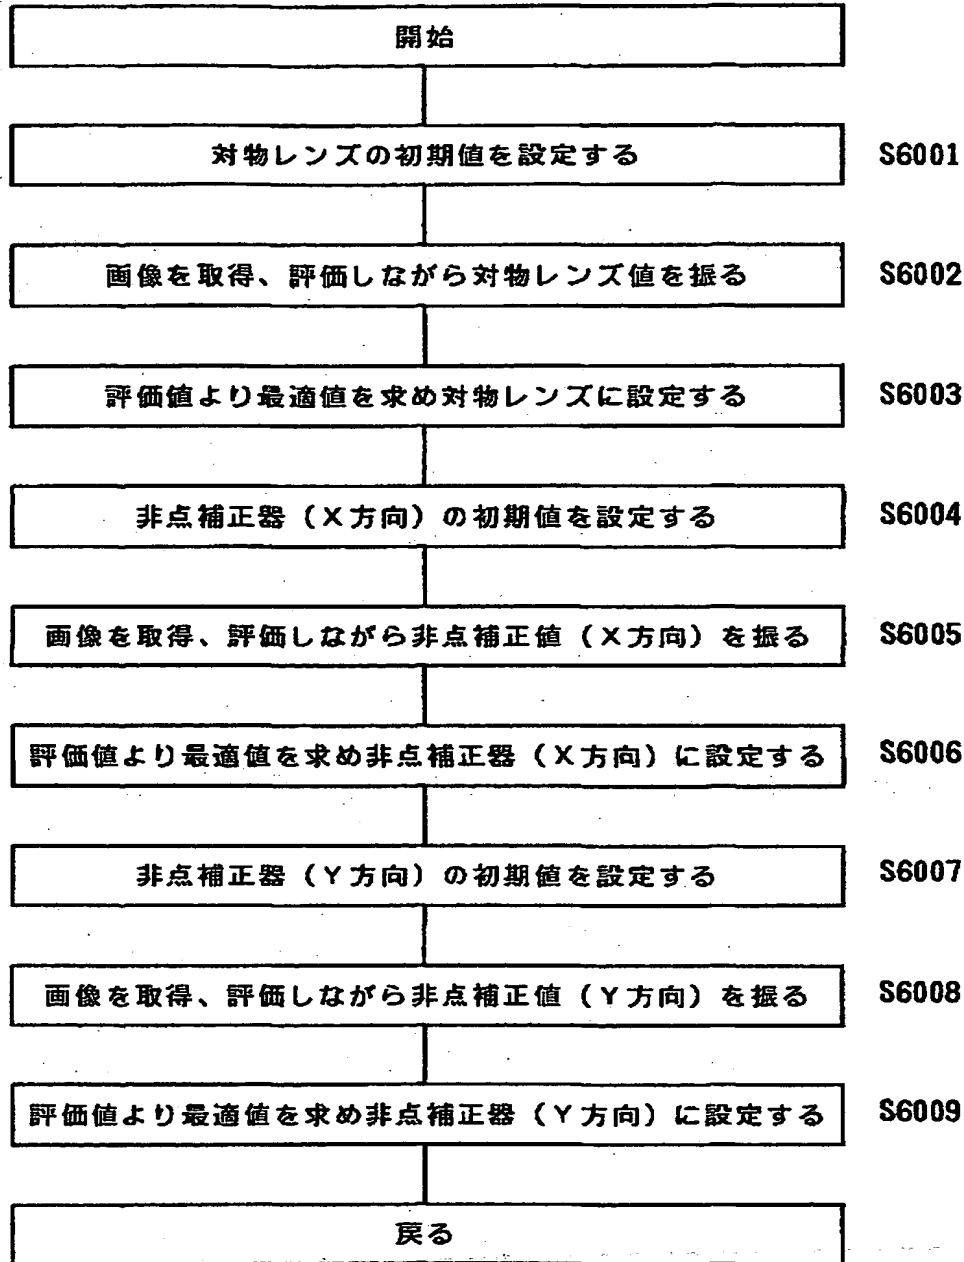 開始
対物レンズの初期値を設定する S6001
画像を取得、評価しながら対物レンズ値を振る S6002
評価値より最適値を求め対物レンズに設定する S6003
非点補正器（X方向）の初期値を設定する S6004
画像を取得、評価しながら非点補正値（X方向）を振る S6005
評価値より最適値を求め非点補正器（X方向）に設定する S6006
非点補正器（Y方向）の初期値を設定する S6007
画像を取得、評価しながら非点補正値（Y方向）を振る S6008
評価値より最適値を求め非点補正器（Y方向）に設定する S6009
戻る